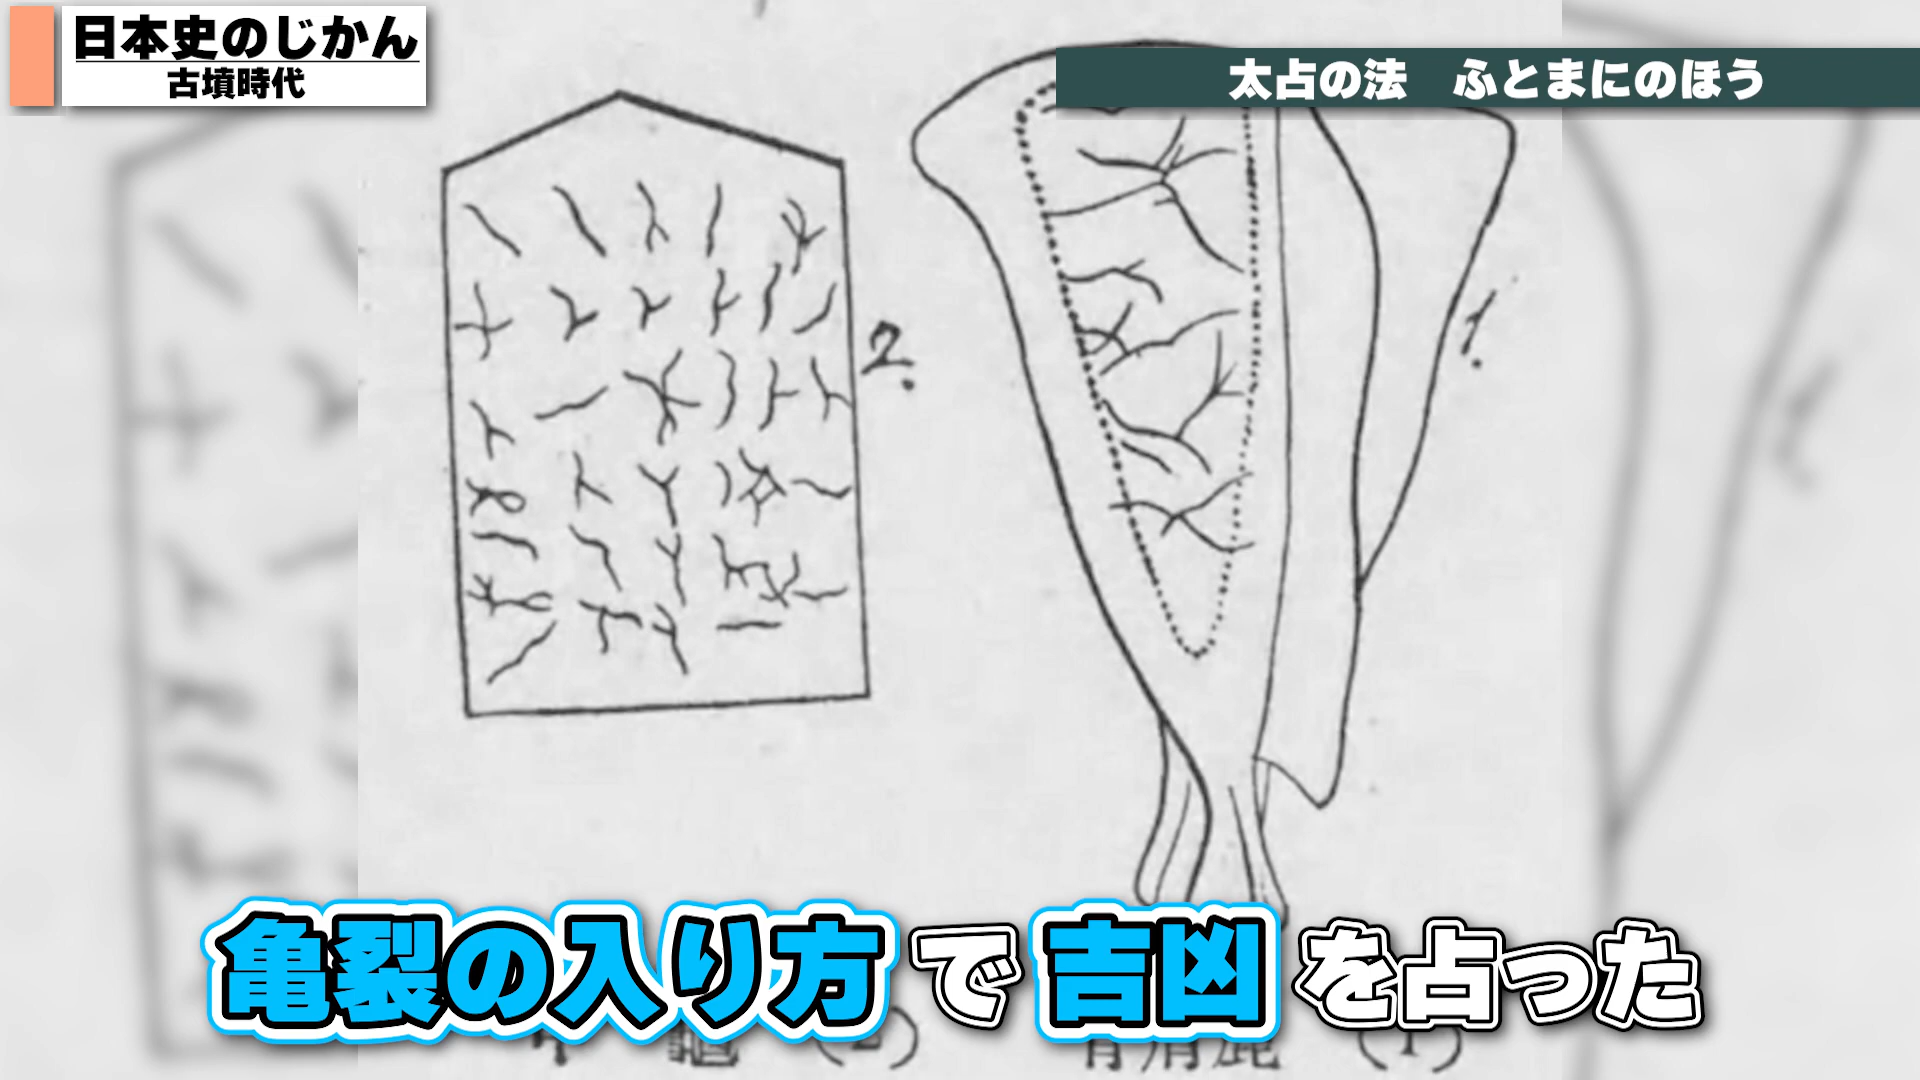 日本史のじかん
古墳時代
太占の法　ふとまにのほう
2.
1.
亀裂の入り方で吉凶を占った